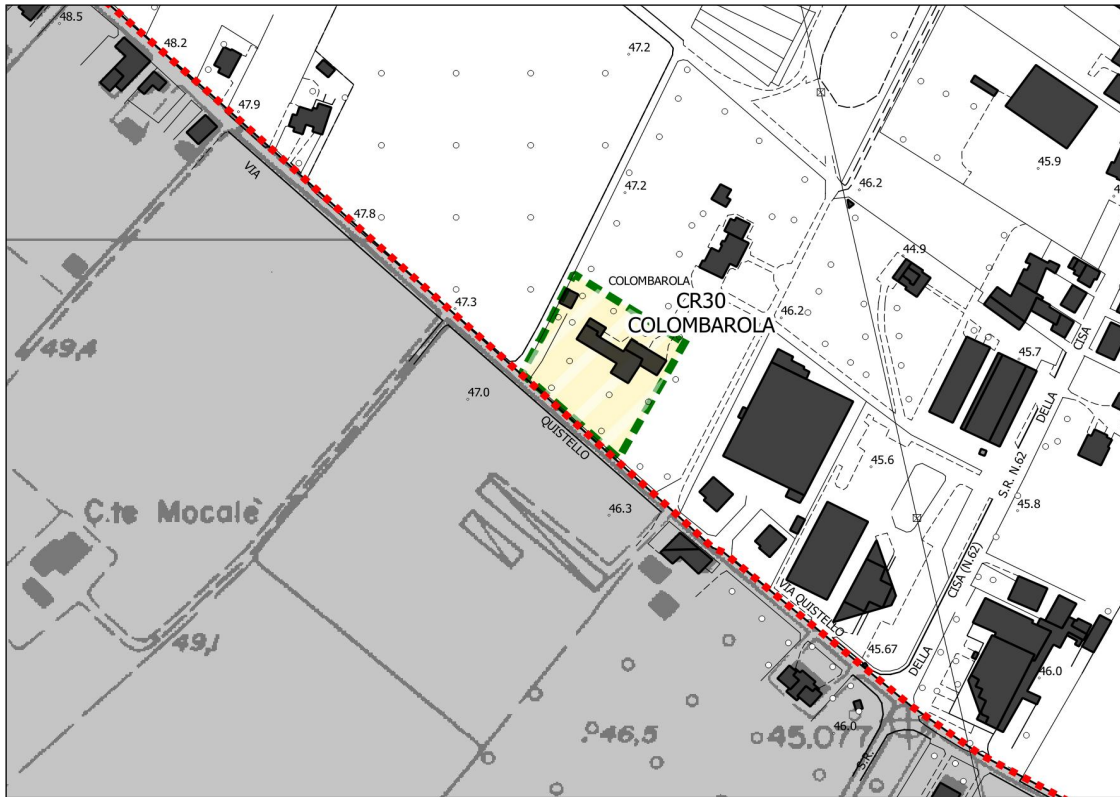 48.5
48.2
47.2
47.9
45.9
VIA
47.2
46.2
47.8
44.9
COLOMBAROLA
CR30
COLOMBAROLA
47.3
46.2
CISA
49,4
45.7
DELLA
47.0
QUISTELLO
45.6
S.R. N.62
46.3
45.8
C.te Mocale'
CISA (N.62)
VIA QUISTELLO
49,1
45.67
DELLA
46.0
46.0
46,5
45.077
S.R.